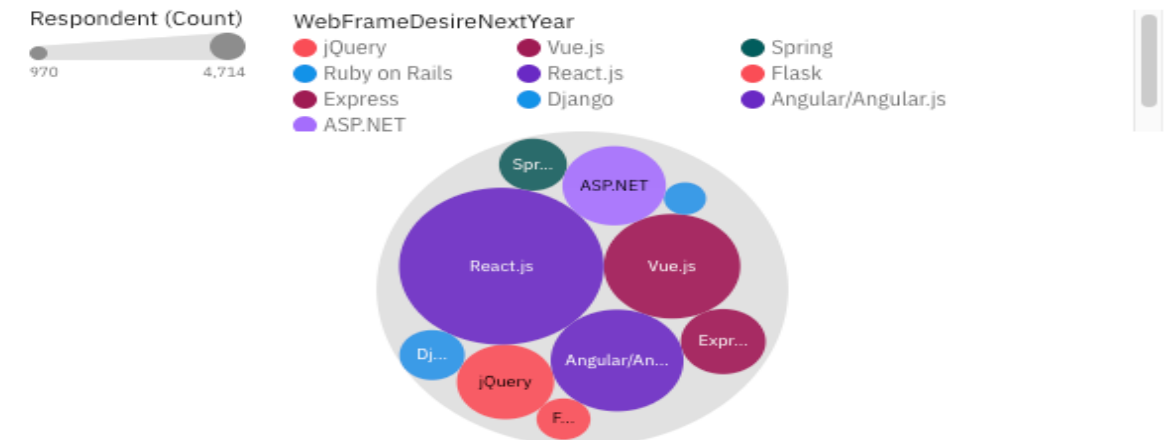 Respondent (Count)
970 4,714
WebFrameDesireNextYear
jQuery Vue.js Spring
Ruby on Rails React.js Flask
Express Django Angular/Angular.js
ASP.NET
Spr...
ASP.NET
React.js
Vue.js
Expr...
Dj...
Angular/An...
jQuery
F...